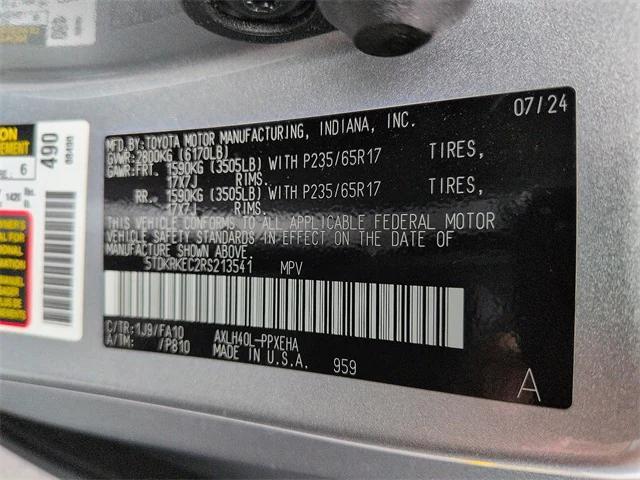 07/24
MFD.BY:TOYOTA MOTOR MANUFACTURING, INDIANA, INC.
GVWR:2800KG (6170LB)
GAWR:FRT. 1590KG (3505LB) WITH P235/65R17 TIRES,
17X7J RIMS.
RR. 1590KG (3505LB) WITH P235/65R17 TIRES,
17X7J RIMS.
THIS VEHICLE CONFORMS TO ALL APPLICABLE FEDERAL MOTOR
VEHICLE SAFETY STANDARDS IN EFFECT ON THE DATE OF
MANUFACTURE SHOWN ABOVE.
5TDKRKEC2RS213541 MPV
C/TR:1J9/FA10 AXLH40L-PPXEHA
A/TM: /P810 MADE IN U.S.A. 959
A
490
6